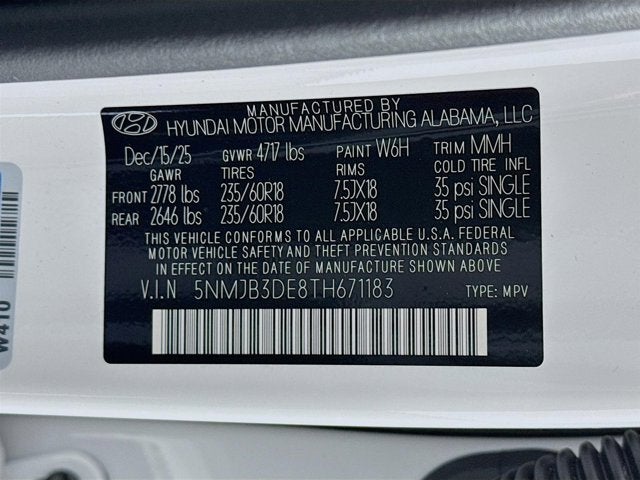 MANUFACTURED BY
HYUNDAI MOTOR MANUFACTURING ALABAMA, LLC
Dec/15/25 GVWR 4717 lbs PAINT W6H TRIM MMH
GAWR TIRES RIMS COLD TIRE INFL
FRONT 2778 lbs 235/60R18 7.5JX18 35 psi SINGLE
REAR 2646 lbs 235/60R18 7.5JX18 35 psi SINGLE
THIS VEHICLE CONFORMS TO ALL APPLICABLE U.S.A. FEDERAL
MOTOR VEHICLE SAFETY AND THEFT PREVENTION STANDARDS
IN EFFECT ON THE DATE OF MANUFACTURE SHOWN ABOVE
V.I.N 5NMJB3DE8TH671183 TYPE: MPV
W410